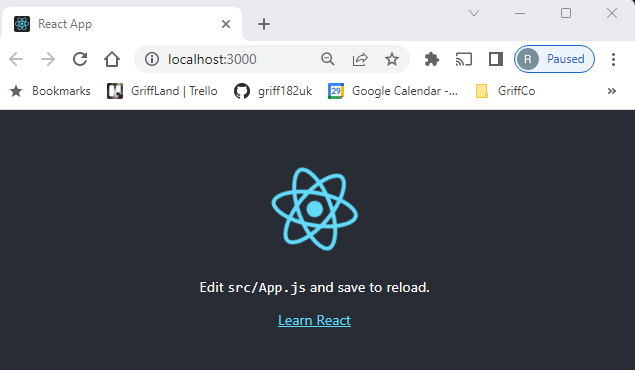 React App
localhost:3000
R Paused
Bookmarks GriffLand | Trello griff182uk 29 Google Calendar -... GriffCo
Edit src/App.js and save to reload.
Learn React